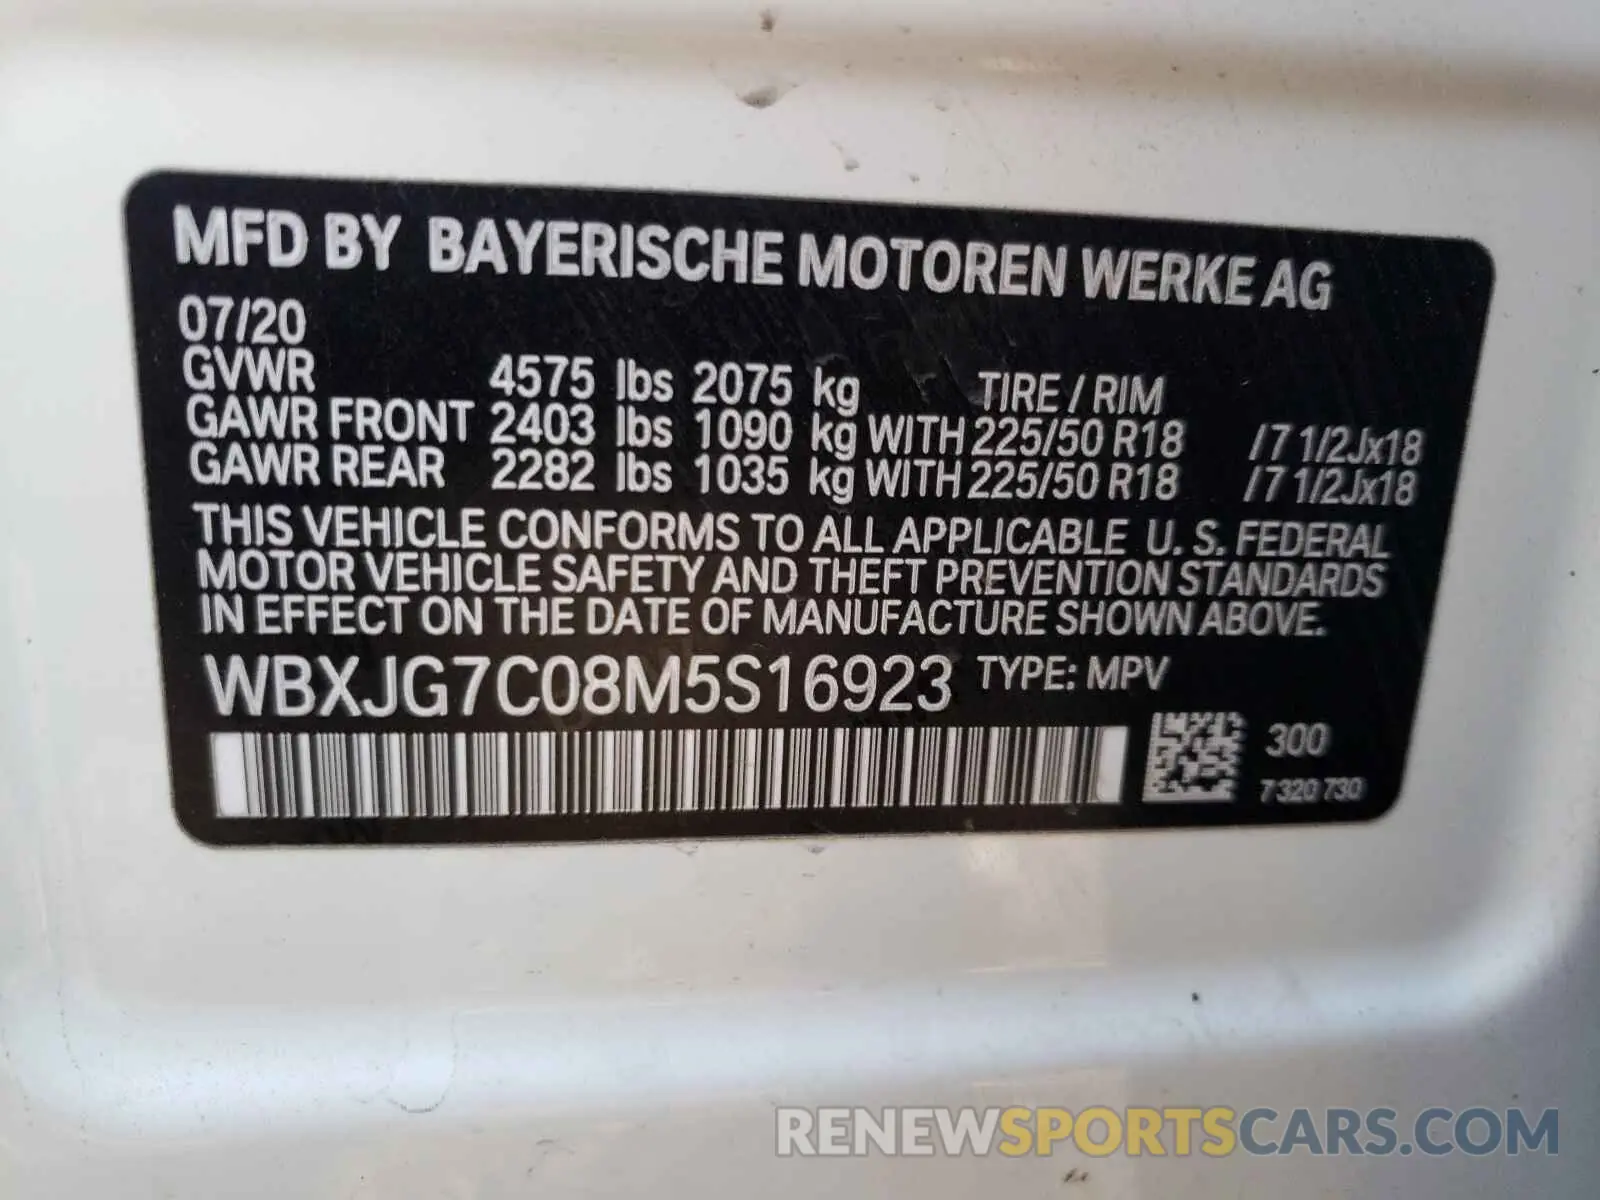 MFD BY BAYERISCHE MOTOREN WERKE AG
07/20
GVWR 4575 lbs 2075 kg TIRE / RIM
GAWR FRONT 2403 lbs 1090 kg WITH 225/50 R18 /7 1/2Jx18
GAWR REAR 2282 lbs 1035 kg WITH 225/50 R18 /7 1/2Jx18
THIS VEHICLE CONFORMS TO ALL APPLICABLE U. S. FEDERAL
MOTOR VEHICLE SAFETY AND THEFT PREVENTION STANDARDS
IN EFFECT ON THE DATE OF MANUFACTURE SHOWN ABOVE.
WBXJG7C08M5S16923 TYPE: MPV
300
7 320 730
RENEWSPORTSCARS.COM